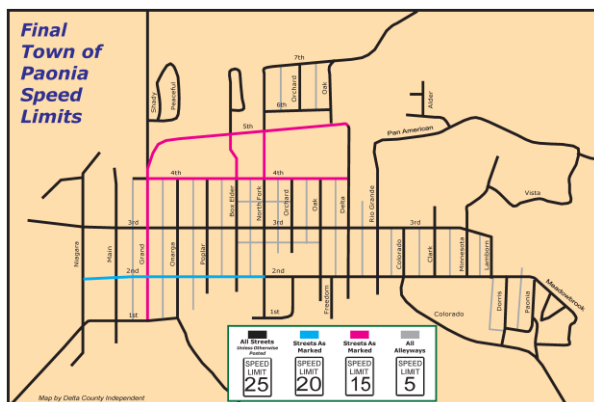 Final
Town of
Paonia
Speed
Limits
7th
Shady
Peaceful
Orchard
Oak
6th
Alder
5th
Pan American
4th
4th
Box Elder
North Fork
Orchard
Oak
Delta
Rio Grande
Vista
3rd
3rd
3rd
Niagara
Main
Grand
Onarga
Poplar
Colorado
Clark
Minnesota
Lamborn
2nd
2nd
Freedom
Dorris
Paonia
Meadowbrook
Colorado
1st
1st
All Streets
Unless Otherwise
Posted
SPEED
LIMIT
25
Streets As
Marked
SPEED
LIMIT
20
Streets As
Marked
SPEED
LIMIT
15
All
Alleyways
SPEED
LIMIT
5
Map by Delta County Independent